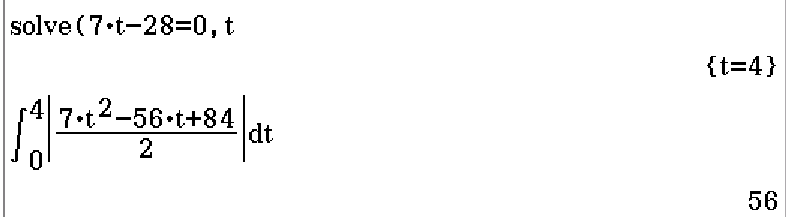 solve(7·t−28=0,t
{t=4}
∫₀⁴|(7·t²−56·t+84)/2|dt
56